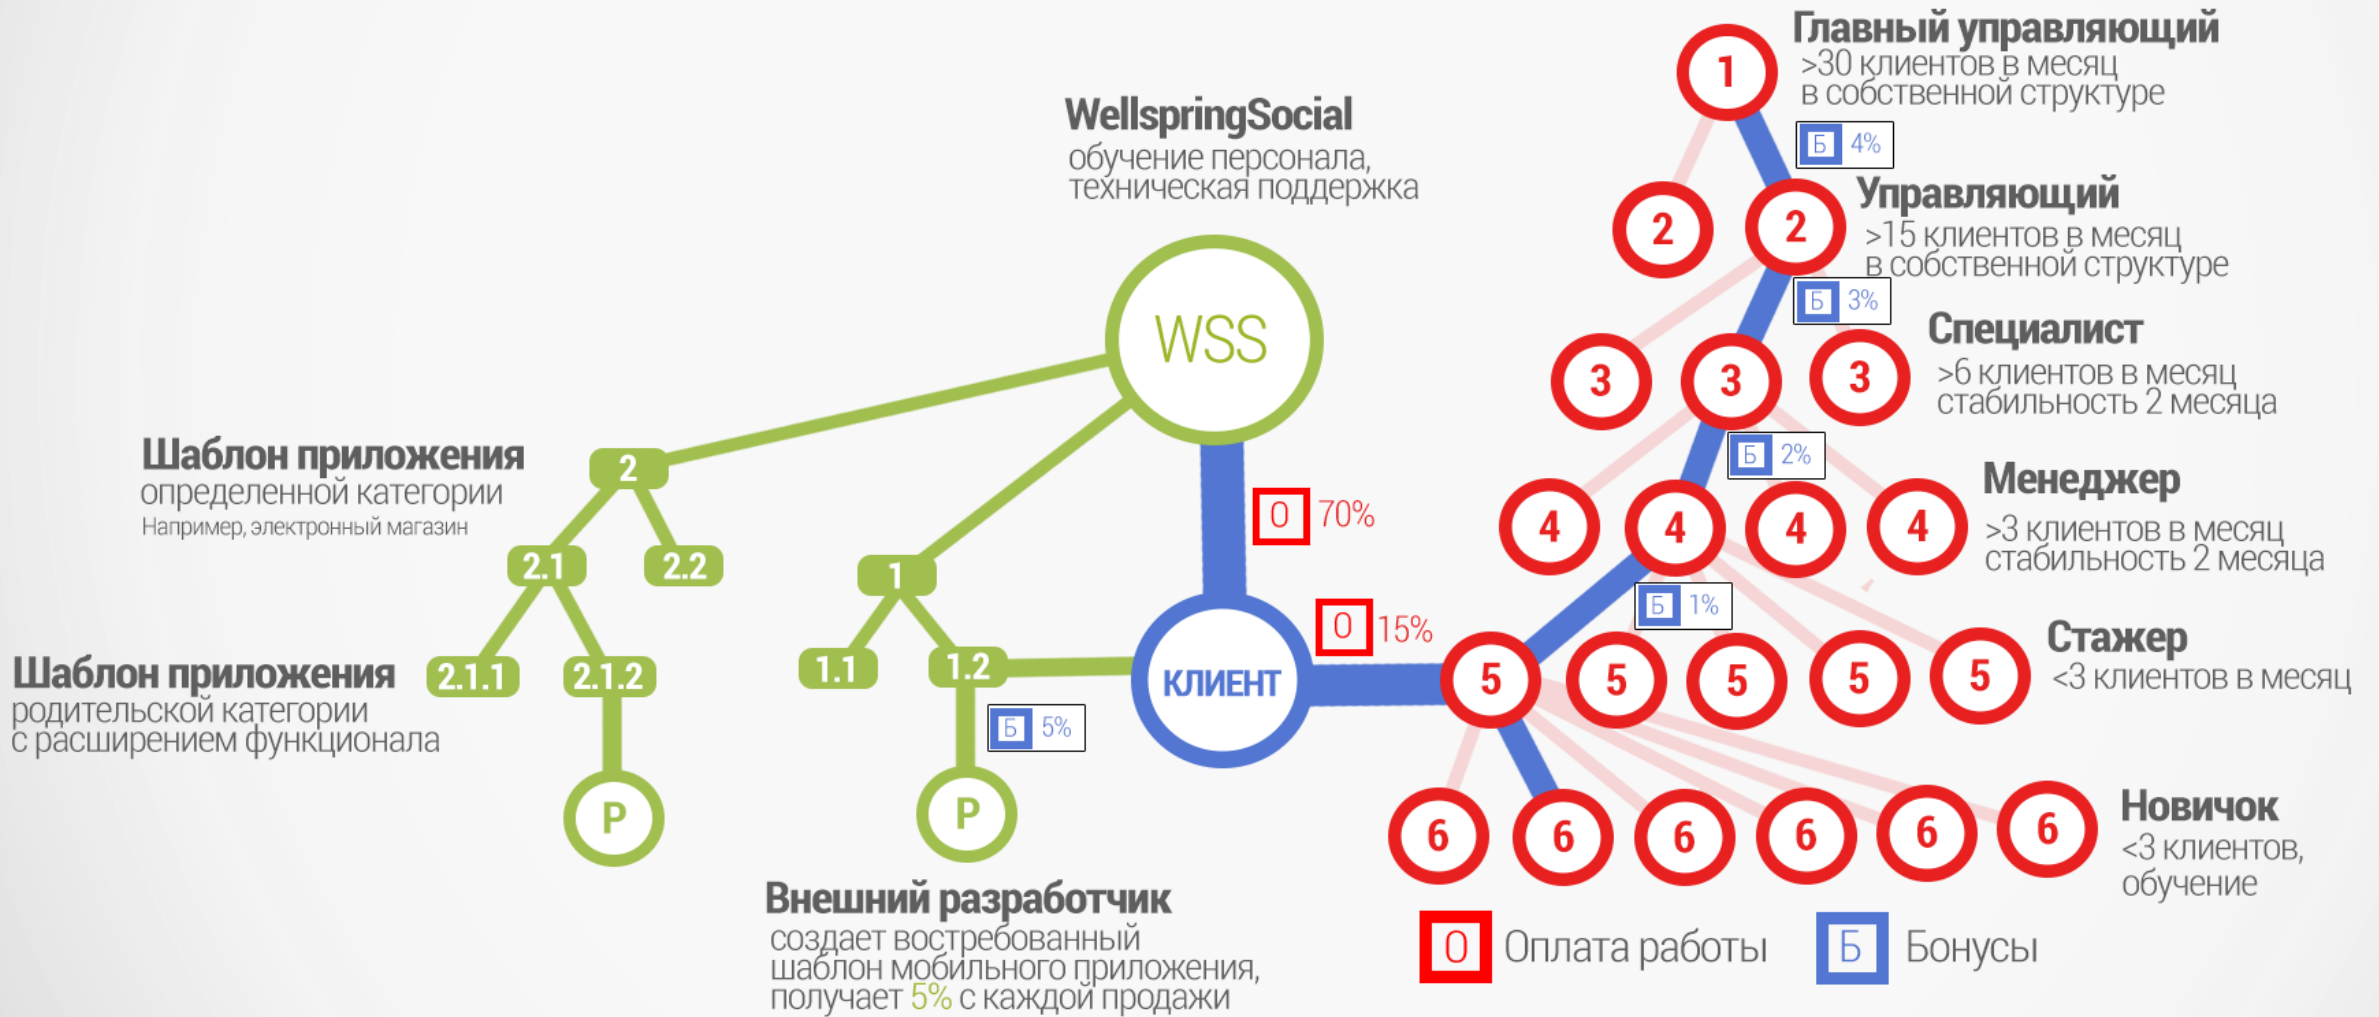 Главный управляющий
>30 клиентов в месяц
в собственной структуре
1
Б 4%
WellspringSocial
обучение персонала,
техническая поддержка
2
2
Управляющий
>15 клиентов в месяц
в собственной структуре
Б 3%
WSS
3
3
3
Специалист
>6 клиентов в месяц
стабильность 2 месяца
Б 2%
Шаблон приложения
определенной категории
Например, электронный магазин
2
2.1
2.2
1
О 70%
4
4
4
4
Менеджер
>3 клиентов в месяц
стабильность 2 месяца
Б 1%
О 15%
Шаблон приложения
родительской категории
с расширением функционала
2.1.1
2.1.2
1.1
1.2
КЛИЕНТ
5
5
5
5
5
Стажер
<3 клиентов в месяц
Б 5%
P
P
6
6
6
6
6
6
Новичок
<3 клиентов,
обучение
Внешний разработчик
создает востребованный
шаблон мобильного приложения,
получает 5% с каждой продажи
О Оплата работы
Б Бонусы